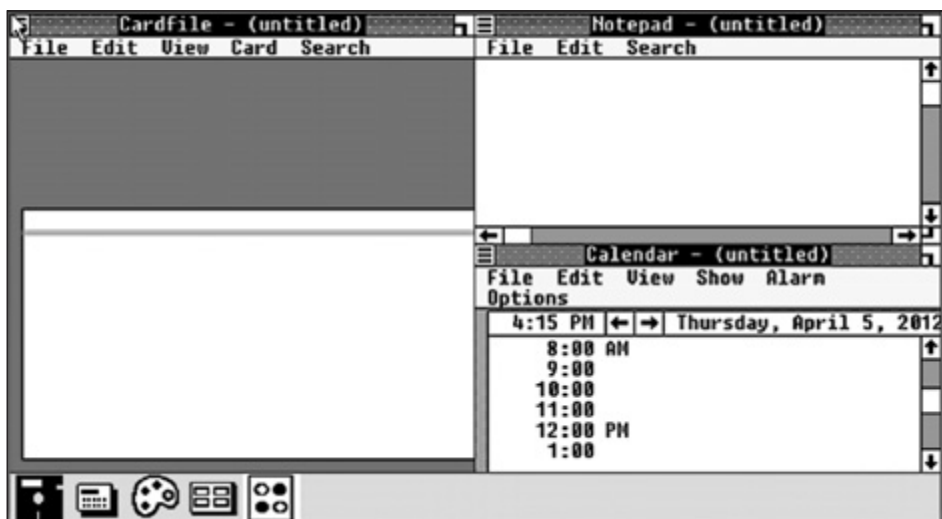 Cardfile - (untitled)
File Edit View Card Search
Notepad - (untitled)
File Edit Search
Calendar - (untitled)
File Edit View Show Alarm
Options
4:15 PM Thursday, April 5, 2012
8:00 AM
9:00
10:00
11:00
12:00 PM
1:00